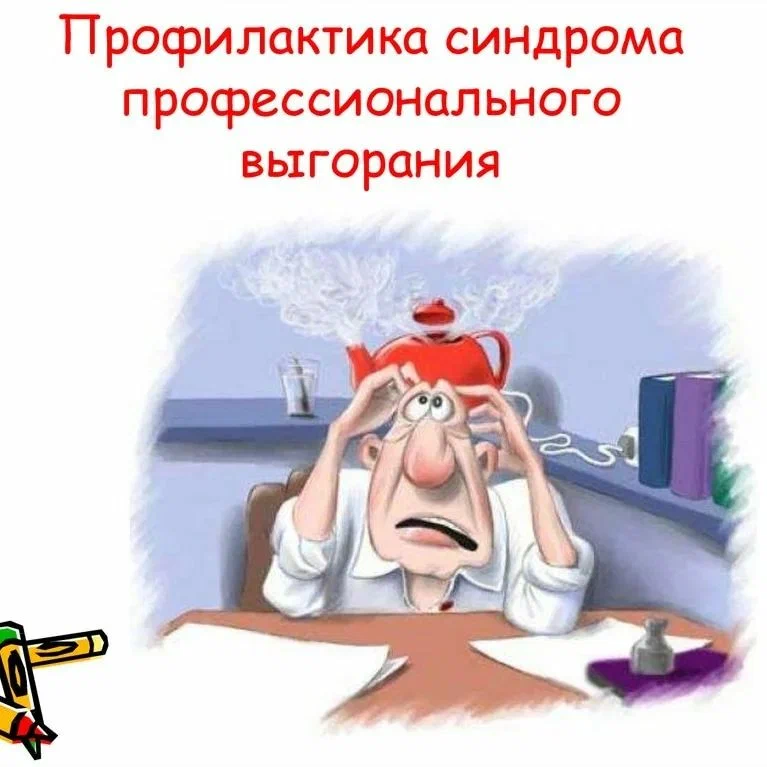 Профилактика синдрома
профессионального
выгорания